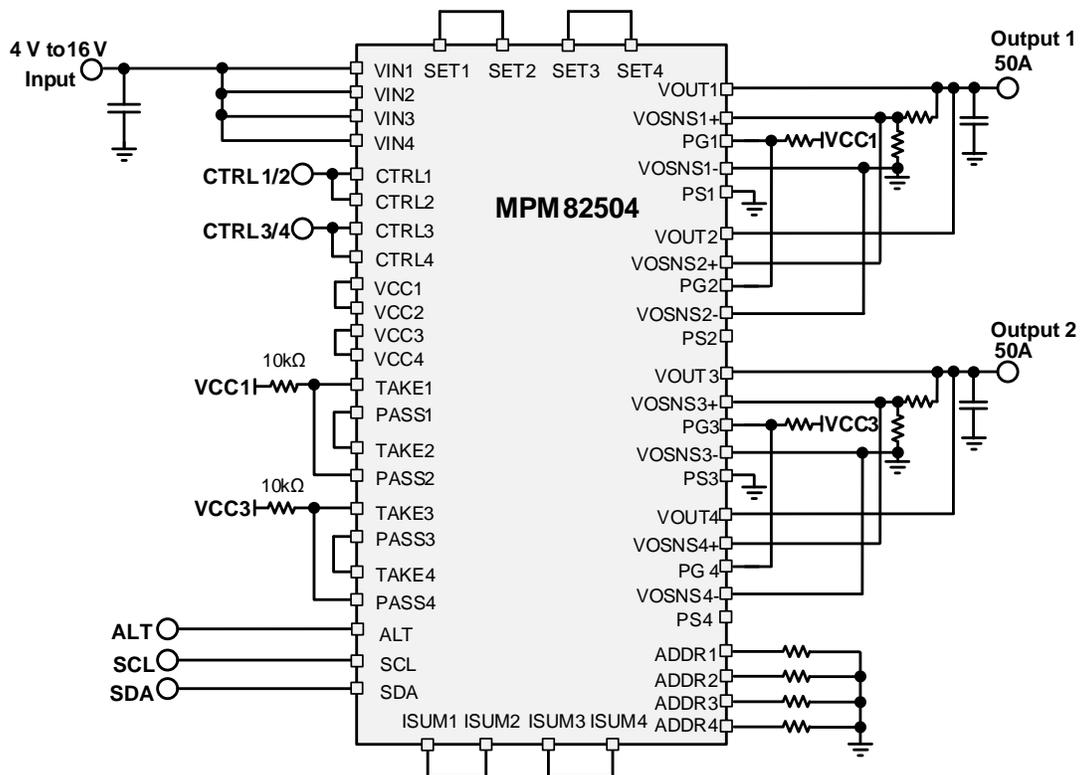 4 V to 16 V
Input
SET1 SET2 SET3 SET4
VIN1
VIN2
VIN3
VIN4
CTRL1/2
CTRL1
CTRL2
CTRL3/4
CTRL3
CTRL4
VCC1
VCC2
VCC3
VCC4
10kΩ
VCC1
TAKE1
PASS1
TAKE2
PASS2
10kΩ
VCC3
TAKE3
PASS3
TAKE4
PASS4
ALT
ALT
SCL
SCL
SDA
SDA
MPM82504
Output 1
50A
VOUT1
VOSNS1+
PG1
VCC1
VOSNS1-
PS1
VOUT2
VOSNS2+
PG2
VOSNS2-
PS2
Output 2
50A
VOUT3
VOSNS3+
PG3
VCC3
VOSNS3-
PS3
VOUT4
VOSNS4+
PG 4
VOSNS4-
PS4
ADDR1
ADDR2
ADDR3
ADDR4
ISUM1 ISUM2 ISUM3 ISUM4